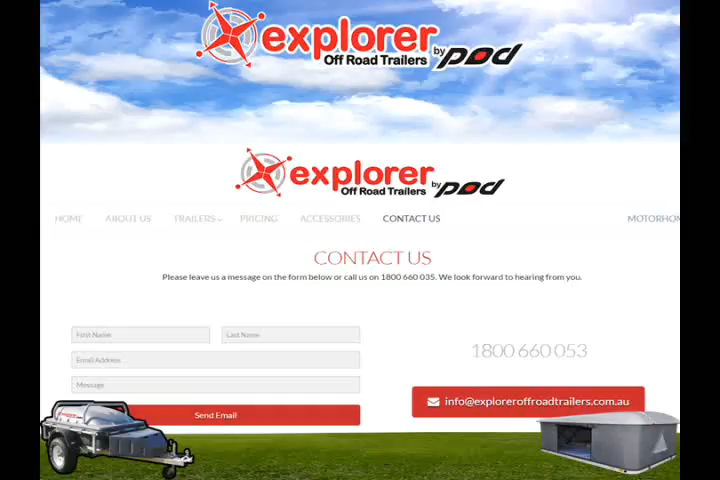 explorer
Off Road Trailers by pod
explorer
Off Road Trailers by pod
HOME ABOUT US TRAILERS PRICING ACCESSORIES CONTACT US MOTORHOM
CONTACT US
Please leave us a message on the form below or call us on 1800 660 035. We look forward to hearing from you.
First Name Last Name
Email Address
Message
1800 660 053
Send Email
info@exploreroffroadtrailers.com.au